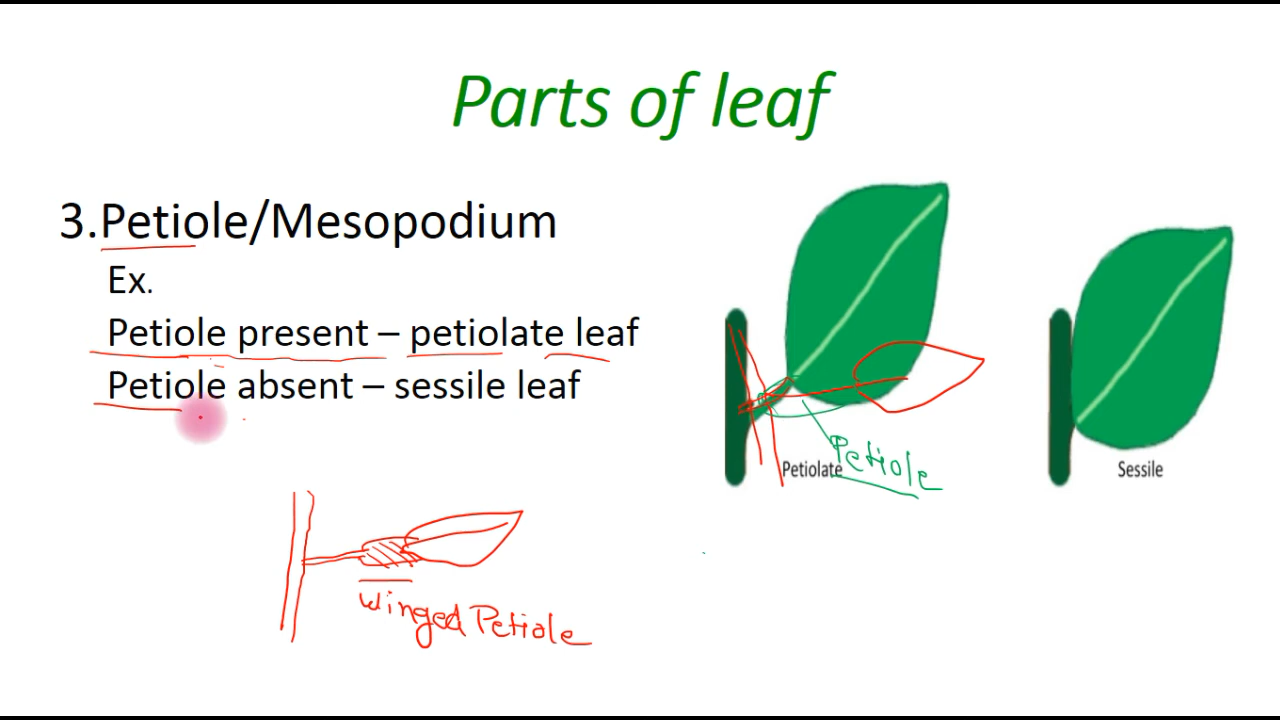 Parts of leaf
3.Petiole/Mesopodium
Ex.
Petiole present – petiolate leaf
Petiole absent – sessile leaf
Petiolate
Petiole
Sessile
winged Petiole